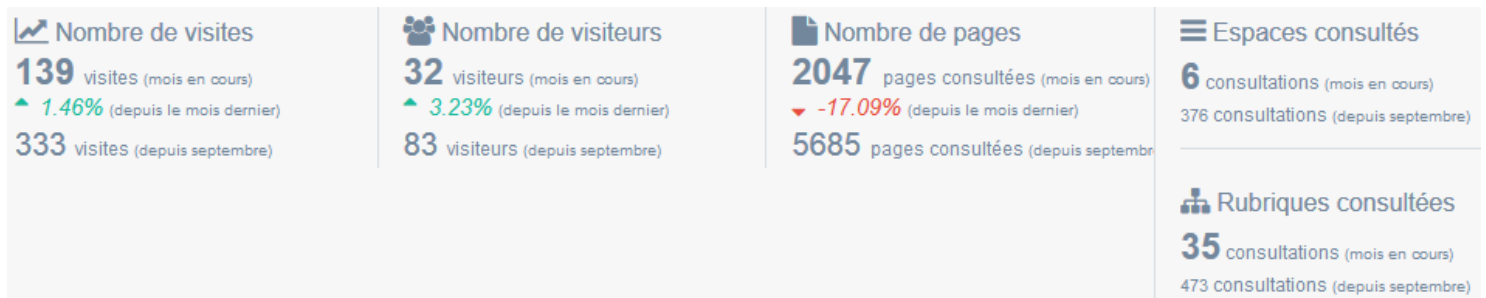 Nombre de visites
139 visites (mois en cours)
1.46% (depuis le mois dernier)
333 visites (depuis septembre)
Nombre de visiteurs
32 visiteurs (mois en cours)
3.23% (depuis le mois dernier)
83 visiteurs (depuis septembre)
Nombre de pages
2047 pages consultées (mois en cours)
-17.09% (depuis le mois dernier)
5685 pages consultées (depuis septembr
Espaces consultés
6 consultations (mois en cours)
376 consultations (depuis septembre)
Rubriques consultées
35 consultations (mois en cours)
473 consultations (depuis septembre)